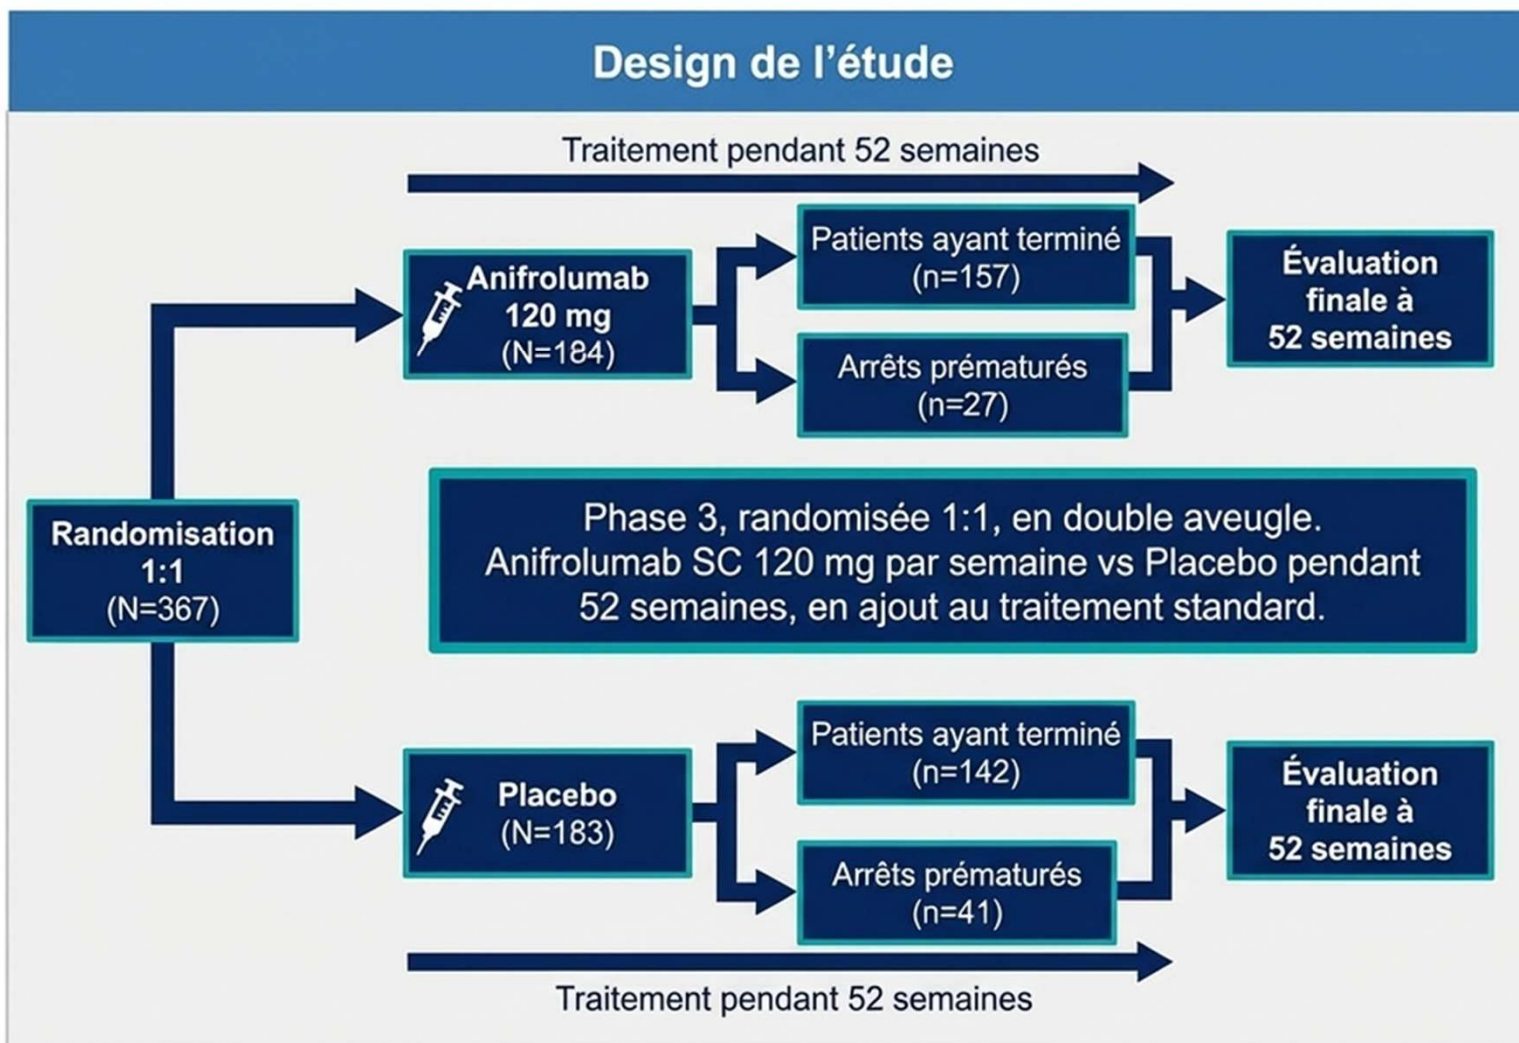 Design de l’étude
Traitement pendant 52 semaines
Anifrolumab
120 mg
(N=184)
Patients ayant terminé
(n=157)
Arrêts prématurés
(n=27)
Évaluation
finale à
52 semaines
Randomisation
1:1
(N=367)
Phase 3, randomisée 1:1, en double aveugle.
Anifrolumab SC 120 mg par semaine vs Placebo pendant
52 semaines, en ajout au traitement standard.
Placebo
(N=183)
Patients ayant terminé
(n=142)
Arrêts prématurés
(n=41)
Évaluation
finale à
52 semaines
Traitement pendant 52 semaines